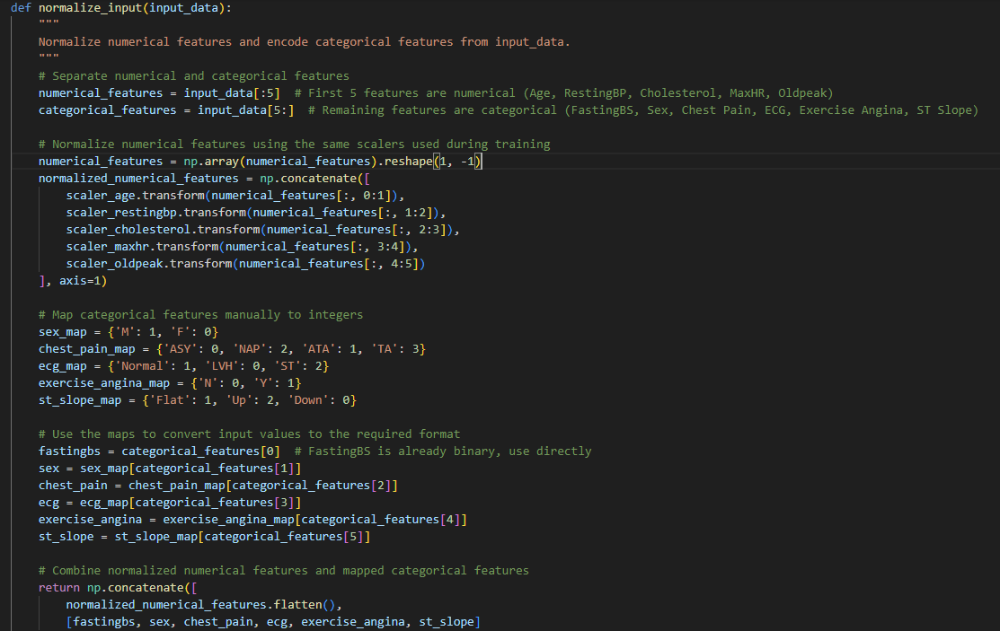 def normalize_input(input_data):
    """
    Normalize numerical features and encode categorical features from input_data.
    """
    # Separate numerical and categorical features
    numerical_features = input_data[:5]  # First 5 features are numerical (Age, RestingBP, Cholesterol, MaxHR, Oldpeak)
    categorical_features = input_data[5:]  # Remaining features are categorical (FastingBS, Sex, Chest Pain, ECG, Exercise Angina, ST Slope)

    # Normalize numerical features using the same scalers used during training
    numerical_features = np.array(numerical_features).reshape(1, -1)
    normalized_numerical_features = np.concatenate([
        scaler_age.transform(numerical_features[:, 0:1]),
        scaler_restingbp.transform(numerical_features[:, 1:2]),
        scaler_cholesterol.transform(numerical_features[:, 2:3]),
        scaler_maxhr.transform(numerical_features[:, 3:4]),
        scaler_oldpeak.transform(numerical_features[:, 4:5])
    ], axis=1)

    # Map categorical features manually to integers
    sex_map = {'M': 1, 'F': 0}
    chest_pain_map = {'ASY': 0, 'NAP': 2, 'ATA': 1, 'TA': 3}
    ecg_map = {'Normal': 1, 'LVH': 0, 'ST': 2}
    exercise_angina_map = {'N': 0, 'Y': 1}
    st_slope_map = {'Flat': 1, 'Up': 2, 'Down': 0}

    # Use the maps to convert input values to the required format
    fastingbs = categorical_features[0]  # FastingBS is already binary, use directly
    sex = sex_map[categorical_features[1]]
    chest_pain = chest_pain_map[categorical_features[2]]
    ecg = ecg_map[categorical_features[3]]
    exercise_angina = exercise_angina_map[categorical_features[4]]
    st_slope = st_slope_map[categorical_features[5]]

    # Combine normalized numerical features and mapped categorical features
    return np.concatenate([
        normalized_numerical_features.flatten(),
        [fastingbs, sex, chest_pain, ecg, exercise_angina, st_slope]